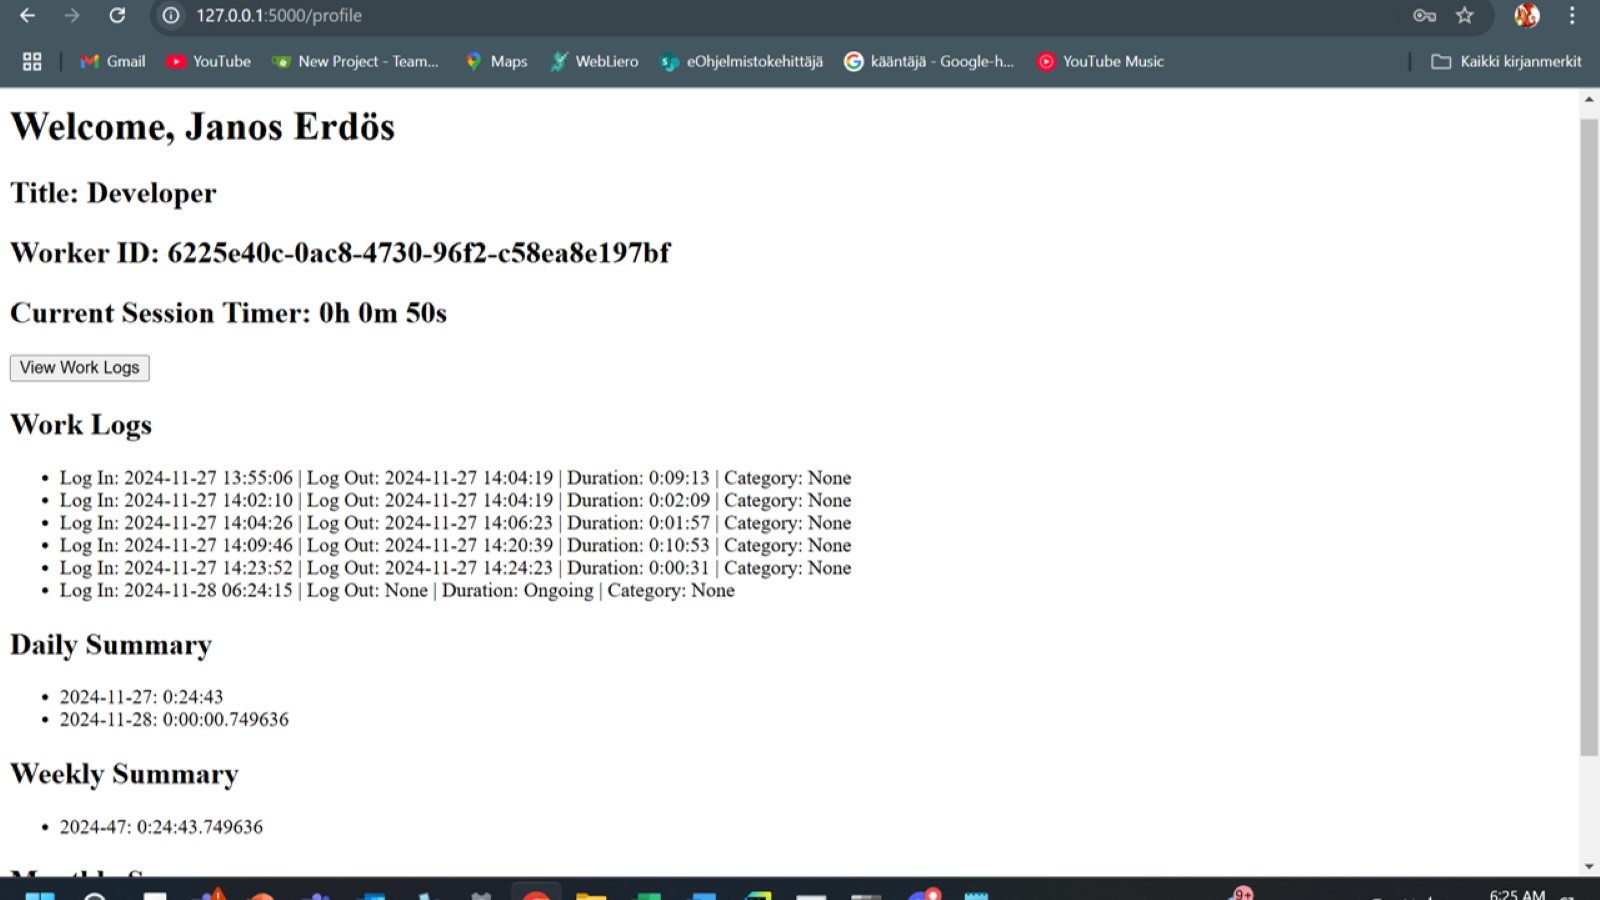 127.0.0.1:5000/profile
Gmail YouTube New Project - Team... Maps WebLiero eOhjelmistokehittäjä kääntäjä - Google-h... YouTube Music Kaikki kirjanmerkit
Welcome, Janos Erdös
Title: Developer
Worker ID: 6225e40c-0ac8-4730-96f2-c58ea8e197bf
Current Session Timer: 0h 0m 50s
View Work Logs
Work Logs
• Log In: 2024-11-27 13:55:06 | Log Out: 2024-11-27 14:04:19 | Duration: 0:09:13 | Category: None
• Log In: 2024-11-27 14:02:10 | Log Out: 2024-11-27 14:04:19 | Duration: 0:02:09 | Category: None
• Log In: 2024-11-27 14:04:26 | Log Out: 2024-11-27 14:06:23 | Duration: 0:01:57 | Category: None
• Log In: 2024-11-27 14:09:46 | Log Out: 2024-11-27 14:20:39 | Duration: 0:10:53 | Category: None
• Log In: 2024-11-27 14:23:52 | Log Out: 2024-11-27 14:24:23 | Duration: 0:00:31 | Category: None
• Log In: 2024-11-28 06:24:15 | Log Out: None | Duration: Ongoing | Category: None
Daily Summary
• 2024-11-27: 0:24:43
• 2024-11-28: 0:00:00.749636
Weekly Summary
• 2024-47: 0:24:43.749636
9+
6:25 AM